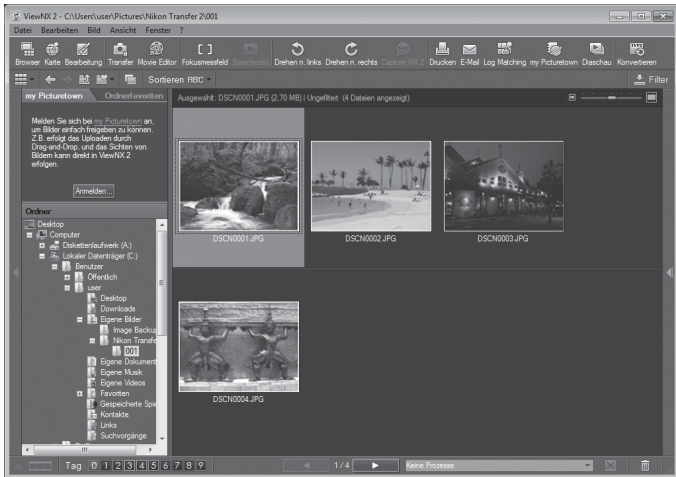 ViewNX 2 - C:\Users\user\Pictures\Nikon Transfer 2\001
Datei Bearbeiten Bild Ansicht Fenster ?
Browser Karte Bearbeitung Transfer Movie Editor Fokusmessfeld Sprachnotiz Drehen n. links Drehen n. rechts Capture NX 2 Drucken E-Mail Log Matching my Picturetown Diaschau Konvertieren
Sortieren ABC Filter
my Picturetown Ordnerfavoriten
Ausgewählt: DSCN0001.JPG (2,70 MB) | Ungefiltert (4 Dateien angezeigt)
Melden Sie sich bei my Picturetown an,
um Bilder einfach freigeben zu können.
Z.B. erfolgt das Uploaden durch
Drag-and-Drop, und das Sichten von
Bildern kann direkt in ViewNX 2
erfolgen.
Anmelden...
Ordner
Desktop
Computer
Diskettenlaufwerk (A:)
Lokaler Datenträger (C:)
Benutzer
Öffentlich
user
Desktop
Downloads
Eigene Bilder
Image Backup
Nikon Transfe
001
Eigene Dokument
Eigene Musik
Eigene Videos
Favoriten
Gespeicherte Spie
Kontakte
Links
Suchvorgänge
DSCN0001.JPG
DSCN0002.JPG
DSCN0003.JPG
DSCN0004.JPG
Tag 0 1 2 3 4 5 6 7 8 9
1/4
Keine Prozesse